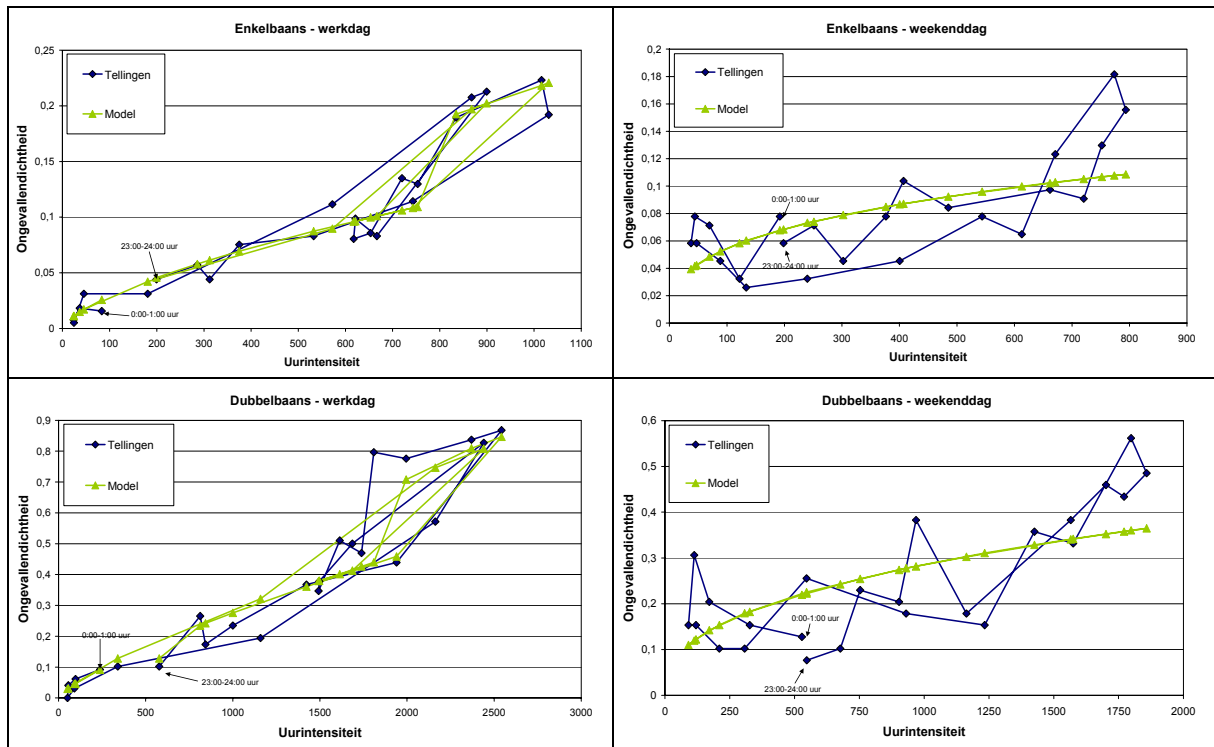 Enkelbaans - werkdag
0,25
0,2
0,15
0,1
0,05
0
Ongevallendichtheid
Tellingen
Model
23:00-24:00 uur
0:00-1:00 uur
0 100 200 300 400 500 600 700 800 900 1000 1100
Uurintensiteit
Enkelbaans - weekenddag
0,2
0,18
0,16
0,14
0,12
0,1
0,08
0,06
0,04
0,02
0
Ongevallendichtheid
Tellingen
Model
0:00-1:00 uur
23:00-24:00 uur
0 100 200 300 400 500 600 700 800 900
Uurintensiteit
Dubbelbaans - werkdag
0,9
0,8
0,7
0,6
0,5
0,4
0,3
0,2
0,1
0
Ongevallendichtheid
Tellingen
Model
0:00-1:00 uur
23:00-24:00 uur
0 500 1000 1500 2000 2500 3000
Uurintensiteit
Dubbelbaans - weekenddag
0,6
0,5
0,4
0,3
0,2
0,1
0
Ongevallendichtheid
Tellingen
Model
0:00-1:00 uur
23:00-24:00 uur
0 250 500 750 1000 1250 1500 1750 2000
Uurintensiteit